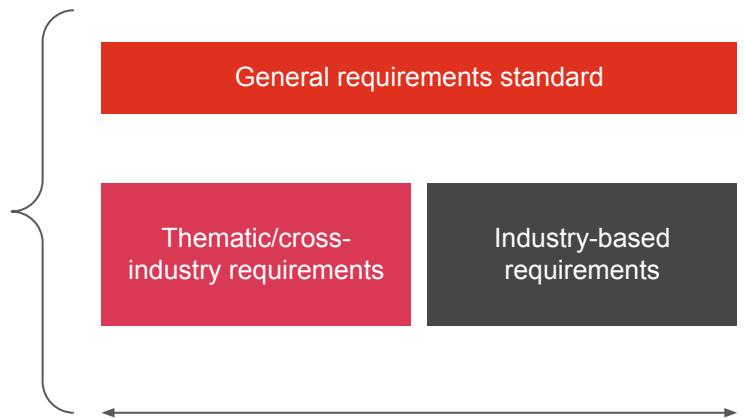 General requirements standard
Thematic/cross-
industry requirements
Industry-based
requirements